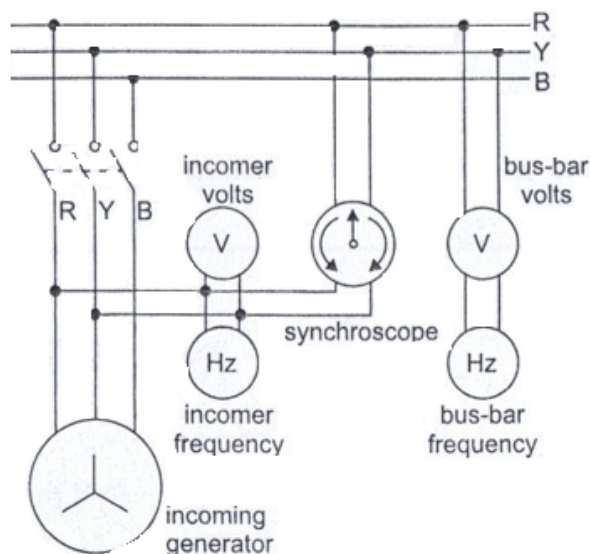 R
Y
B
incomer
volts
bus-bar
volts
R Y B
V
V
synchroscope
Hz
Hz
incomer
frequency
bus-bar
frequency
incoming
generator